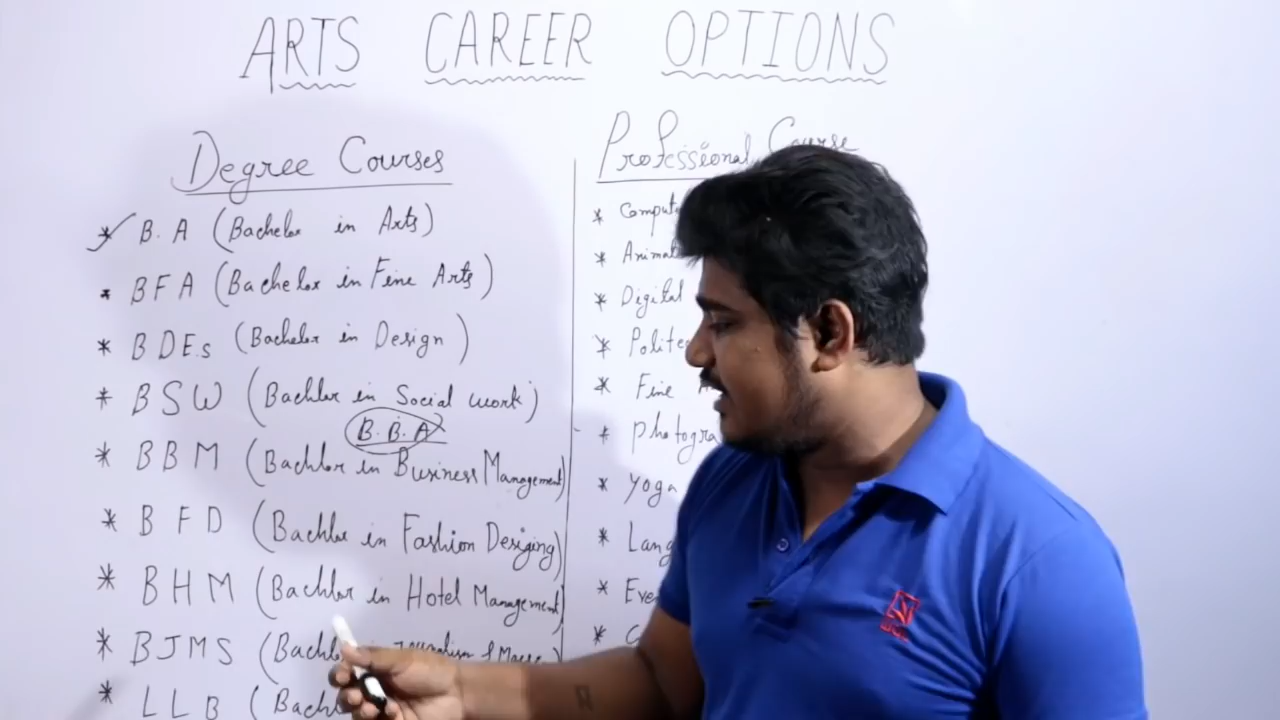 ARTS CAREER OPTIONS
Degree Courses
* B.A (Bachelor in Arts)
* BFA (Bachelor in Fine Arts)
* BDEs (Bachelor in Design)
* BSW (Bachlor in Social work)
B.B.A
* BBM (Bachlor in Business Management)
* BFD (Bachlor in Fashion Desiging)
* BHM (Bachlor in Hotel Management)
* BJMS (Bachl
* LLB (Bachl
Professional Course
* Comput
* Animat
* Digital
* Polite
* Fine
* Photogra
* Yoga
* Lang
* Eve
* C